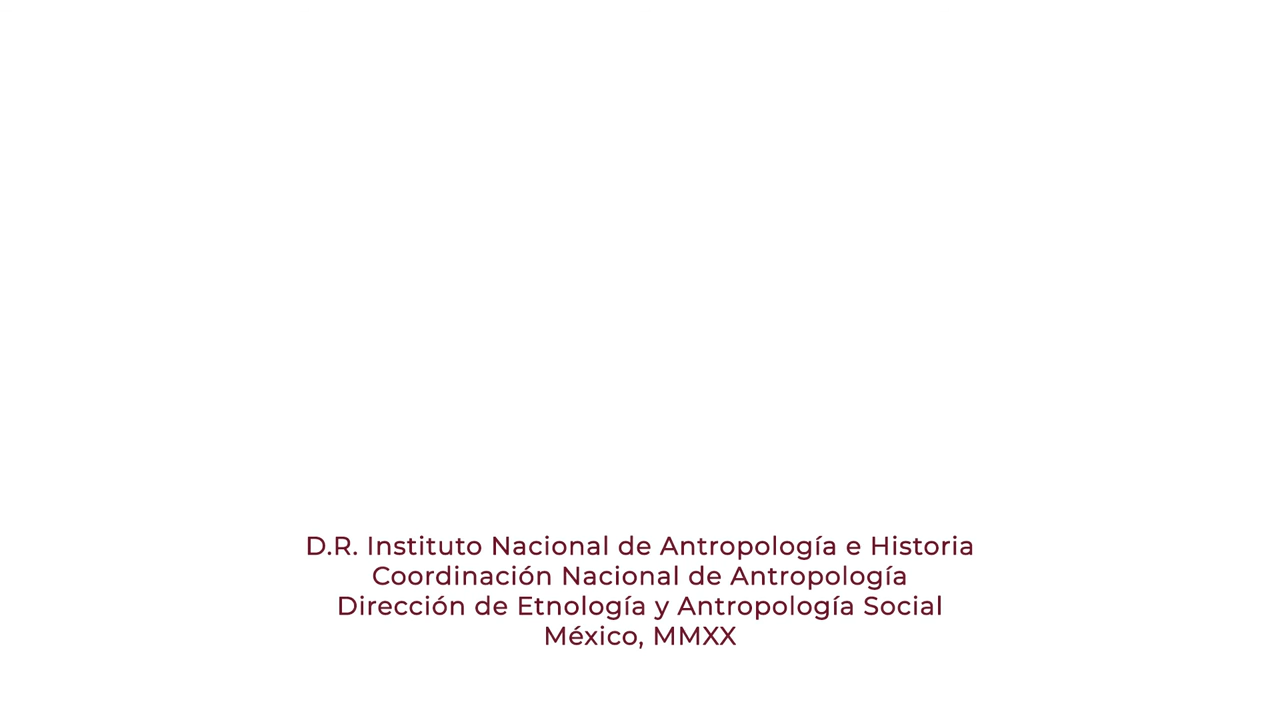 D.R. Instituto Nacional de Antropología e Historia
Coordinación Nacional de Antropología
Dirección de Etnología y Antropología Social
México, MMXX